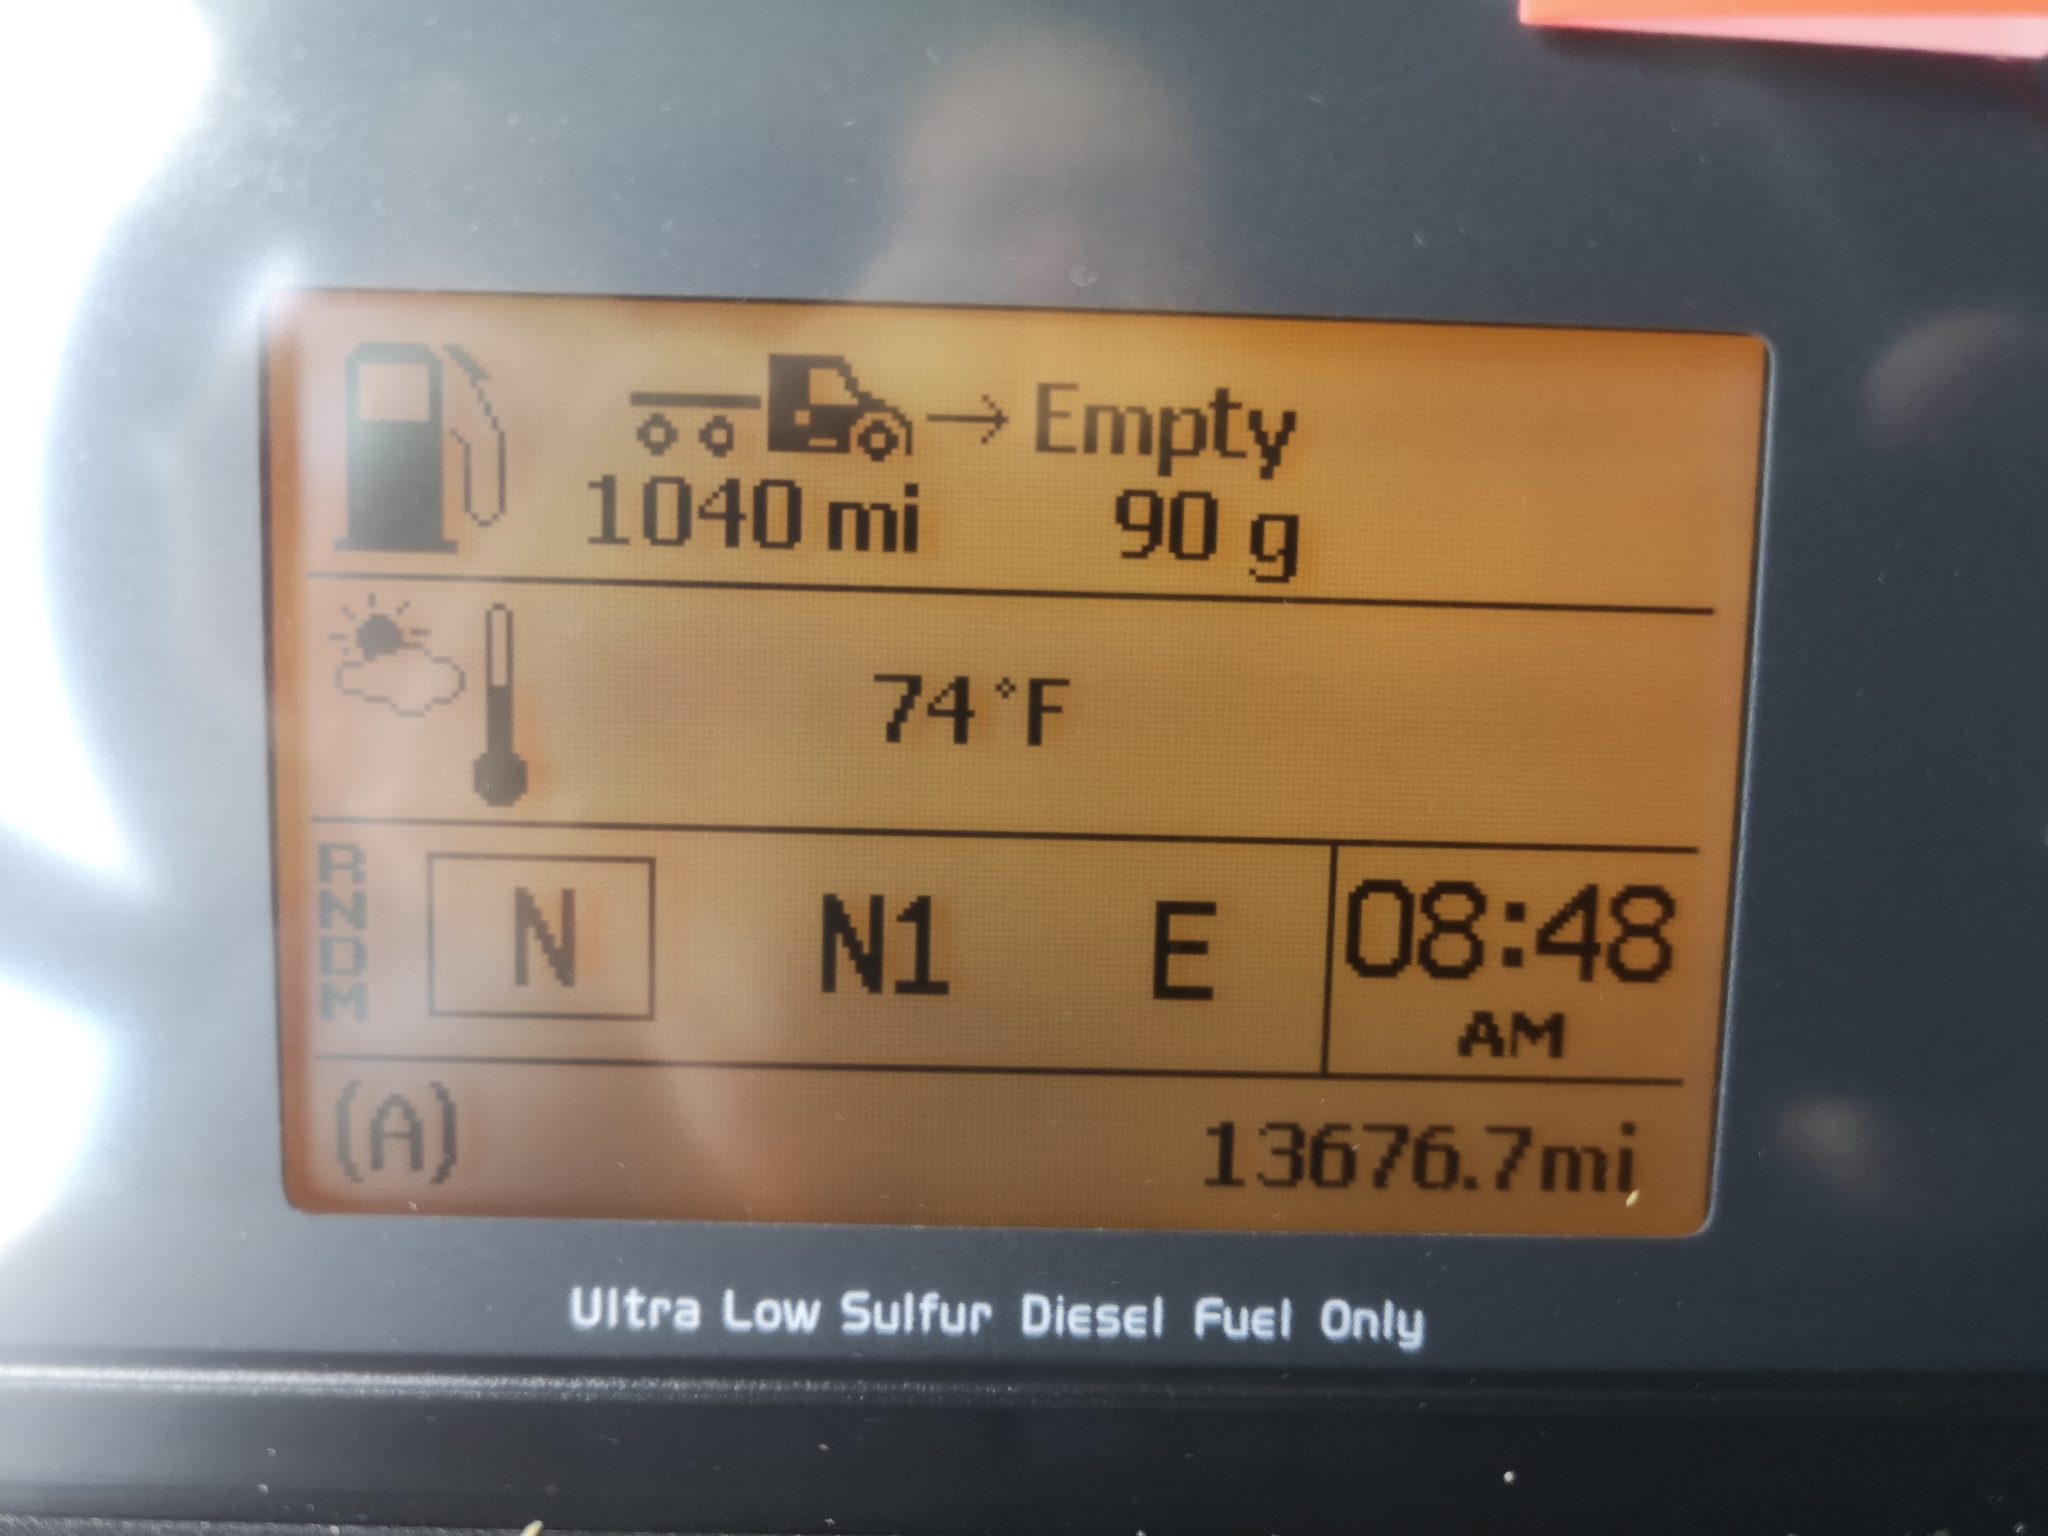 Empty
1040 mi 90 g
74°F
R
N
D
M
N N1 E 08:48
AM
(A) 13676.7mi
Ultra Low Sulfur Diesel Fuel Only